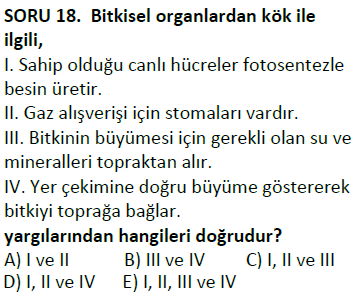 SORU 18.  Bitkisel organlardan kök ile
ilgili,
I. Sahip olduğu canlı hücreler fotosentezle
besin üretir.
II. Gaz alışverişi için stomaları vardır.
III. Bitkinin büyümesi için gerekli olan su ve
mineralleri topraktan alır.
IV. Yer çekimine doğru büyüme göstererek
bitkiyi toprağa bağlar.
yargılarından hangileri doğrudur?
A) I ve II B) III ve IV C) I, II ve III
D) I, II ve IV E) I, II, III ve IV